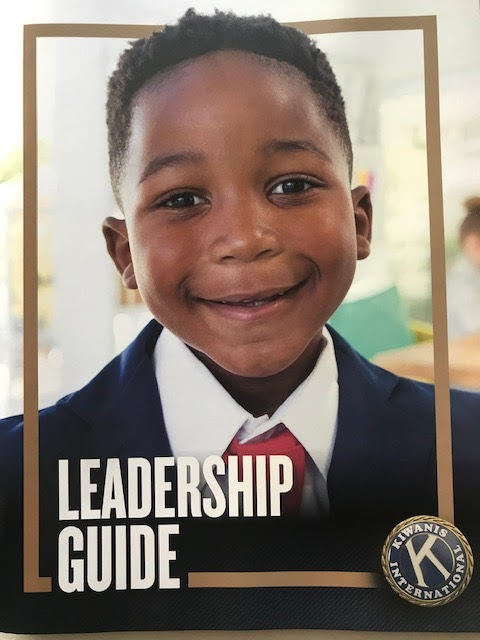 LEADERSHIP
GUIDE
KIWANIS
K
INTERNATIONAL